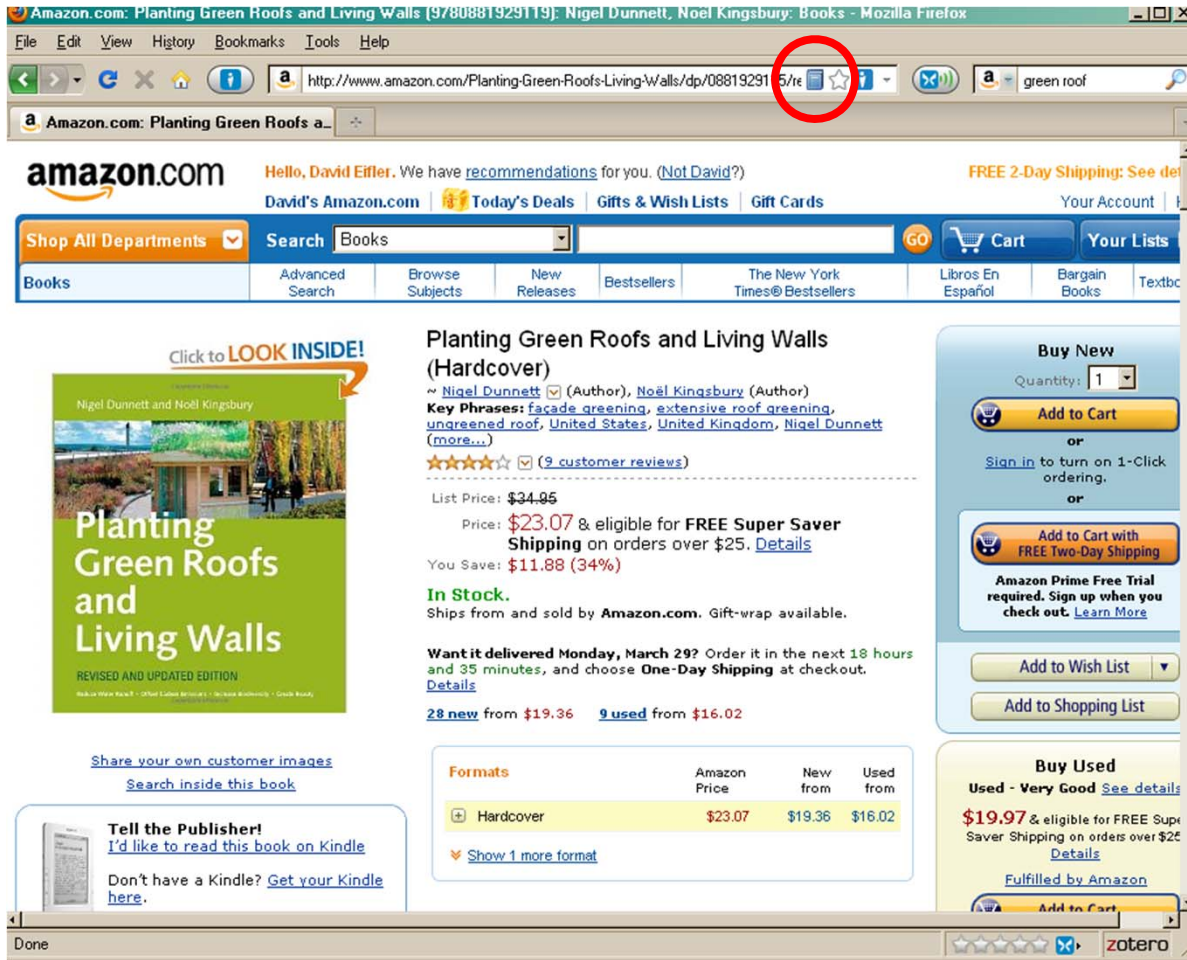 Amazon.com: Planting Green Roofs and Living Walls (9780881929119): Nigel Dunnett, Noël Kingsbury: Books - Mozilla Firefox
File Edit View History Bookmarks Tools Help
http://www.amazon.com/Planting-Green-Roofs-Living-Walls/dp/0881929115/re green roof
Amazon.com: Planting Green Roofs a...
amazon.com
Hello, David Eifler. We have recommendations for you. (Not David?) FREE 2-Day Shipping: See det
David's Amazon.com Today's Deals Gifts & Wish Lists Gift Cards Your Account
Shop All Departments Search Books GO Cart Your Lists
Books Advanced Search Browse Subjects New Releases Bestsellers The New York Times® Bestsellers Libros En Español Bargain Books Textbo
Click to LOOK INSIDE!
Nigel Dunnett and Noël Kingsbury
Planting
Green Roofs
and
Living Walls
REVISED AND UPDATED EDITION
Share your own customer images
Search inside this book
Tell the Publisher!
I'd like to read this book on Kindle
Don't have a Kindle? Get your Kindle
here.
Planting Green Roofs and Living Walls
(Hardcover)
~ Nigel Dunnett (Author), Noël Kingsbury (Author)
Key Phrases: façade greening, extensive roof greening,
ungreened roof, United States, United Kingdom, Nigel Dunnett
(more...)
(9 customer reviews)
List Price: $34.95
Price: $23.07 & eligible for FREE Super Saver
Shipping on orders over $25. Details
You Save: $11.88 (34%)
In Stock.
Ships from and sold by Amazon.com. Gift-wrap available.
Want it delivered Monday, March 29? Order it in the next 18 hours
and 35 minutes, and choose One-Day Shipping at checkout.
Details
28 new from $19.36 9 used from $16.02
Formats Amazon Price New from Used from
Hardcover $23.07 $19.36 $16.02
Show 1 more format
Buy New
Quantity: 1
Add to Cart
or
Sign in to turn on 1-Click
ordering.
or
Add to Cart with
FREE Two-Day Shipping
Amazon Prime Free Trial
required. Sign up when you
check out. Learn More
Add to Wish List
Add to Shopping List
Buy Used
Used - Very Good See details
$19.97 & eligible for FREE Supe
Saver Shipping on orders over $25
Details
Fulfilled by Amazon
Add to Cart
Done zotero